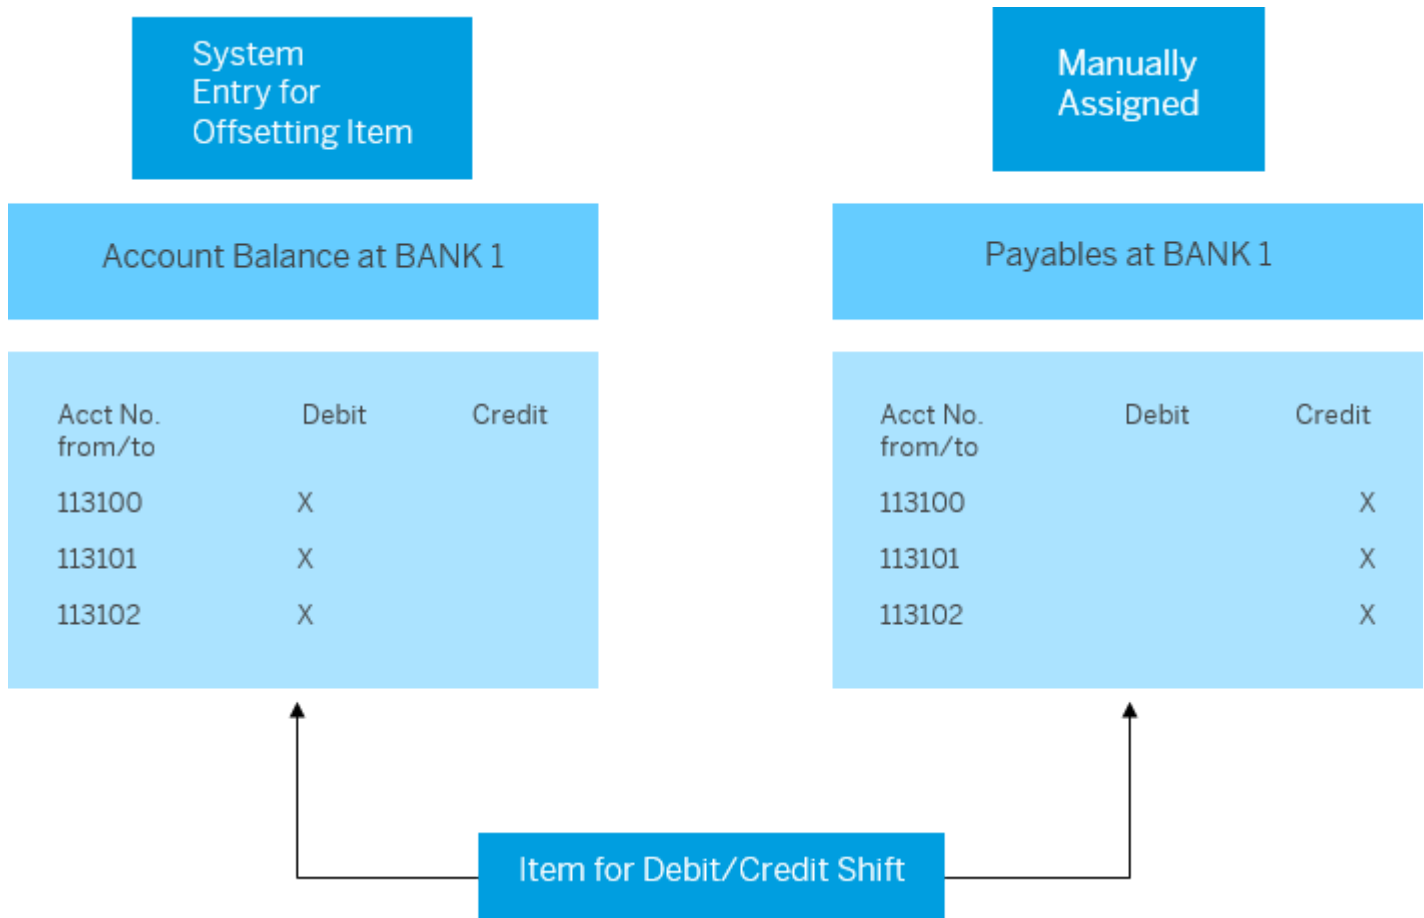 System
Entry for
Offsetting Item
Manually
Assigned
Account Balance at BANK 1
Payables at BANK 1
Acct No. Debit Credit
from/to
113100 X
113101 X
113102 X
Acct No. Debit Credit
from/to
113100 X
113101 X
113102 X
Item for Debit/Credit Shift